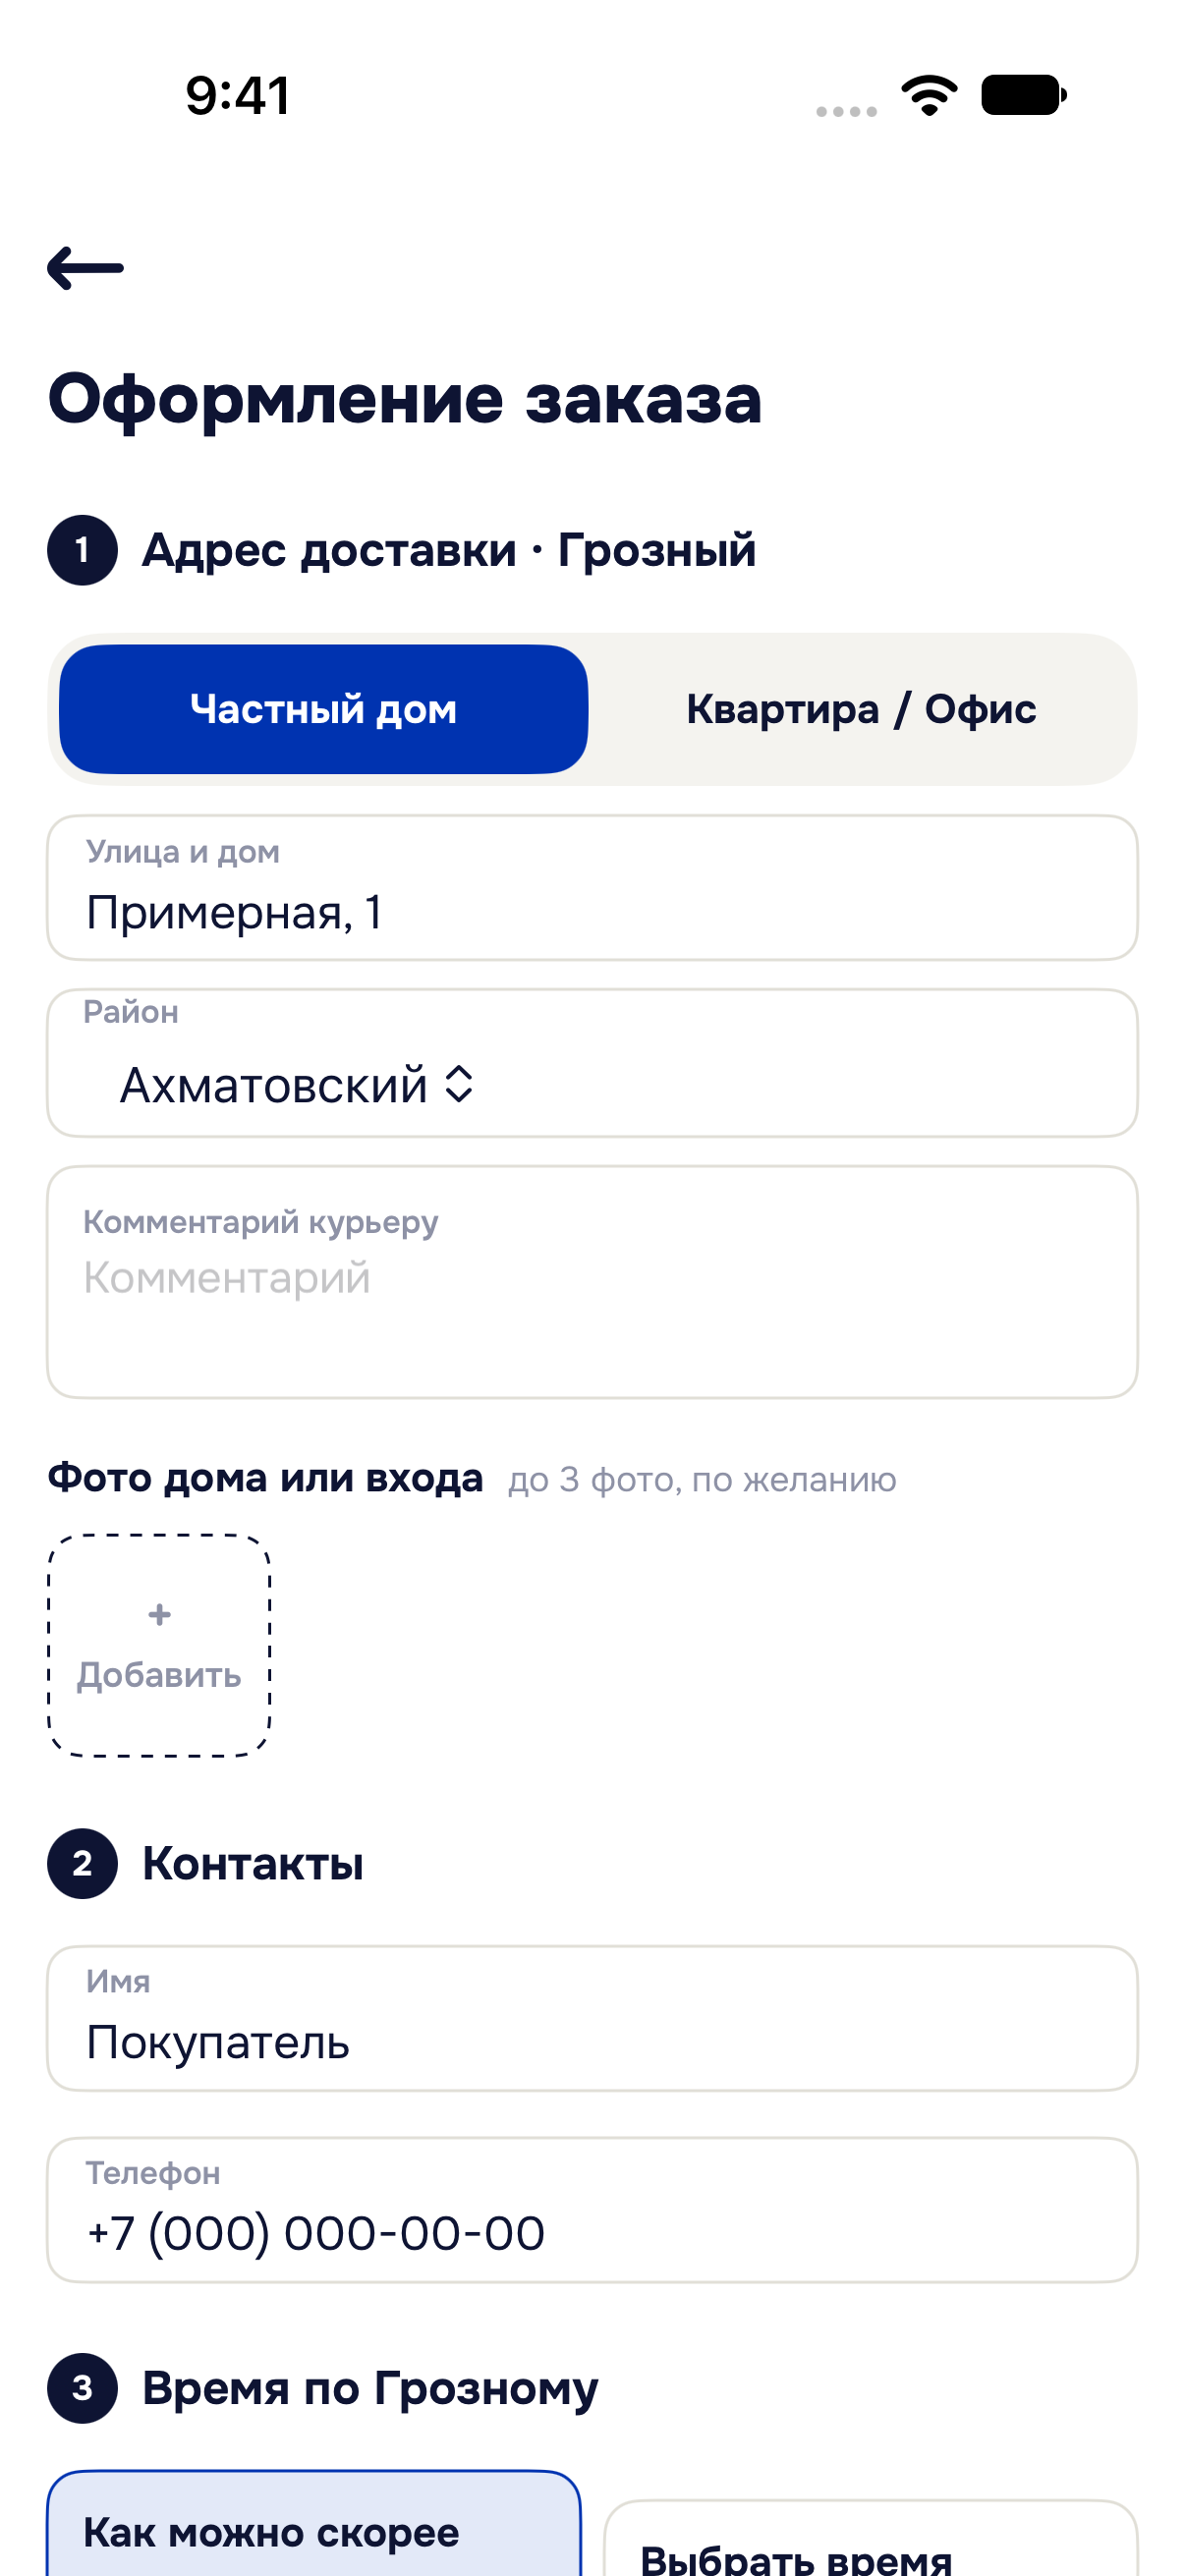 9:41
Оформление заказа
1 Адрес доставки · Грозный
Частный дом Квартира / Офис
Улица и дом
Примерная, 1
Район
Ахматовский
Комментарий курьеру
Комментарий
Фото дома или входа до 3 фото, по желанию
+
Добавить
2 Контакты
Имя
Покупатель
Телефон
+7 (000) 000-00-00
3 Время по Грозному
Как можно скорее
Выбрать время